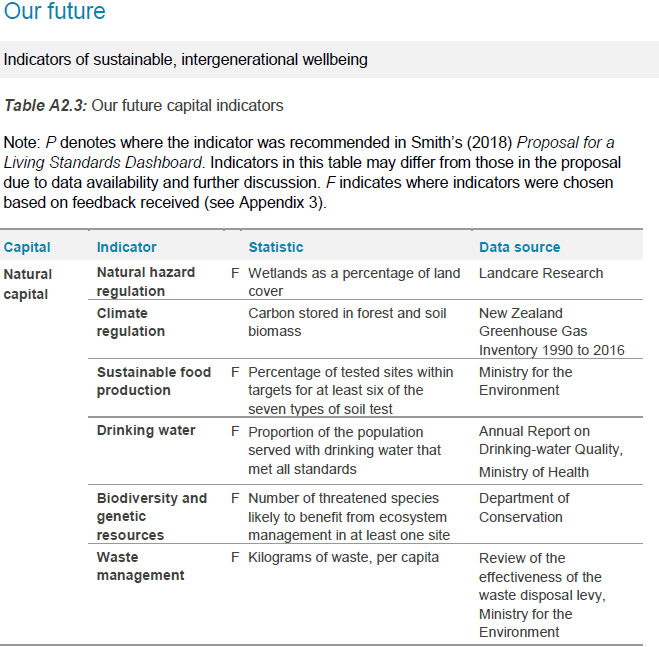 Our future
Indicators of sustainable, intergenerational wellbeing
Table A2.3: Our future capital indicators
Note: P denotes where the indicator was recommended in Smith's (2018) Proposal for a
Living Standards Dashboard. Indicators in this table may differ from those in the proposal
due to data availability and further discussion. F indicates where indicators were chosen
based on feedback received (see Appendix 3).
Capital Indicator Statistic Data source
Natural capital
Natural hazard regulation F Wetlands as a percentage of land cover Landcare Research
Climate regulation Carbon stored in forest and soil biomass New Zealand Greenhouse Gas Inventory 1990 to 2016
Sustainable food production F Percentage of tested sites within targets for at least six of the seven types of soil test Ministry for the Environment
Drinking water F Proportion of the population served with drinking water that met all standards Annual Report on Drinking-water Quality, Ministry of Health
Biodiversity and genetic resources F Number of threatened species likely to benefit from ecosystem management in at least one site Department of Conservation
Waste management F Kilograms of waste, per capita Review of the effectiveness of the waste disposal levy, Ministry for the Environment